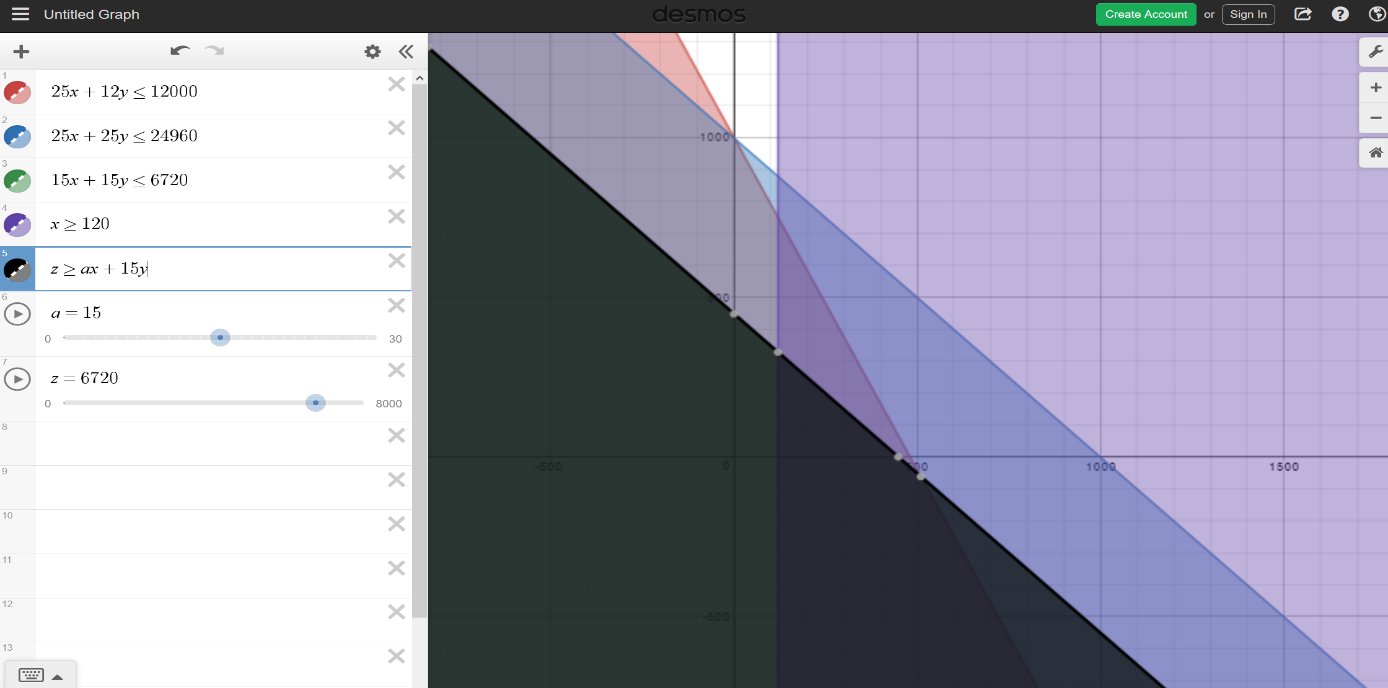 Untitled Graph
desmos
Create Account or Sign In
1
25x + 12y ≤ 12000
2
25x + 25y ≤ 24960
3
15x + 15y ≤ 6720
4
x ≥ 120
5
z ≥ ax + 15y
6
a = 15
0 30
7
z = 6720
0 8000
8
9
10
11
12
13
1000
-500 0 1000 1500
-500